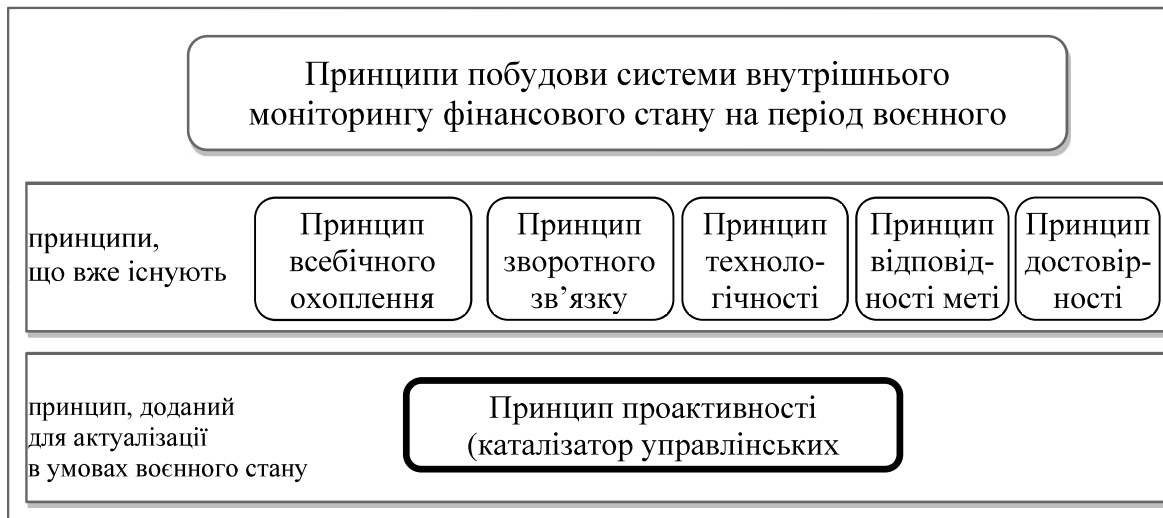 Принципи побудови системи внутрішнього
моніторингу фінансового стану на період воєнного
принципи,
що вже існують
Принцип
всебічного
охоплення
Принцип
зворотного
зв’язку
Принцип
техноло-
гічності
Принцип
відповід-
ності меті
Принцип
достовір-
ності
принцип, доданий
для актуалізації
в умовах воєнного стану
Принцип проактивності
(каталізатор управлінських